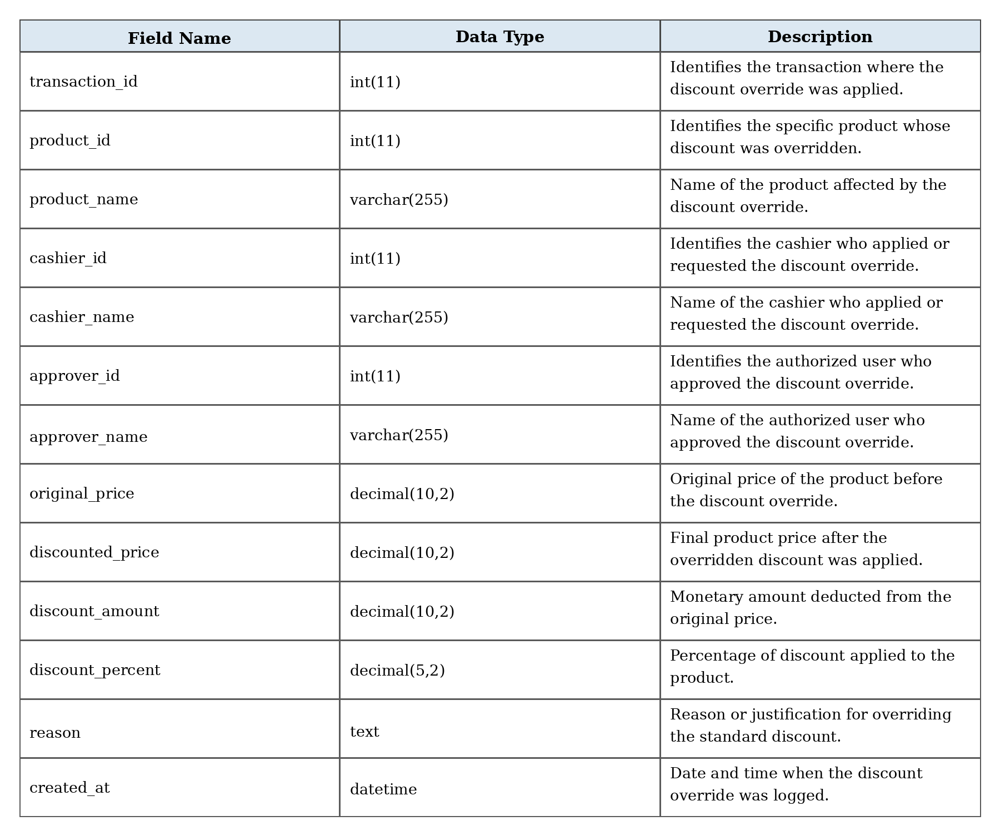 Field Name Data Type Description
transaction_id int(11) Identifies the transaction where the
discount override was applied.
product_id int(11) Identifies the specific product whose
discount was overridden.
product_name varchar(255) Name of the product affected by the
discount override.
cashier_id int(11) Identifies the cashier who applied or
requested the discount override.
cashier_name varchar(255) Name of the cashier who applied or
requested the discount override.
approver_id int(11) Identifies the authorized user who
approved the discount override.
approver_name varchar(255) Name of the authorized user who
approved the discount override.
original_price decimal(10,2) Original price of the product before
the discount override.
discounted_price decimal(10,2) Final product price after the
overridden discount was applied.
discount_amount decimal(10,2) Monetary amount deducted from the
original price.
discount_percent decimal(5,2) Percentage of discount applied to the
product.
reason text Reason or justification for overriding
the standard discount.
created_at datetime Date and time when the discount
override was logged.